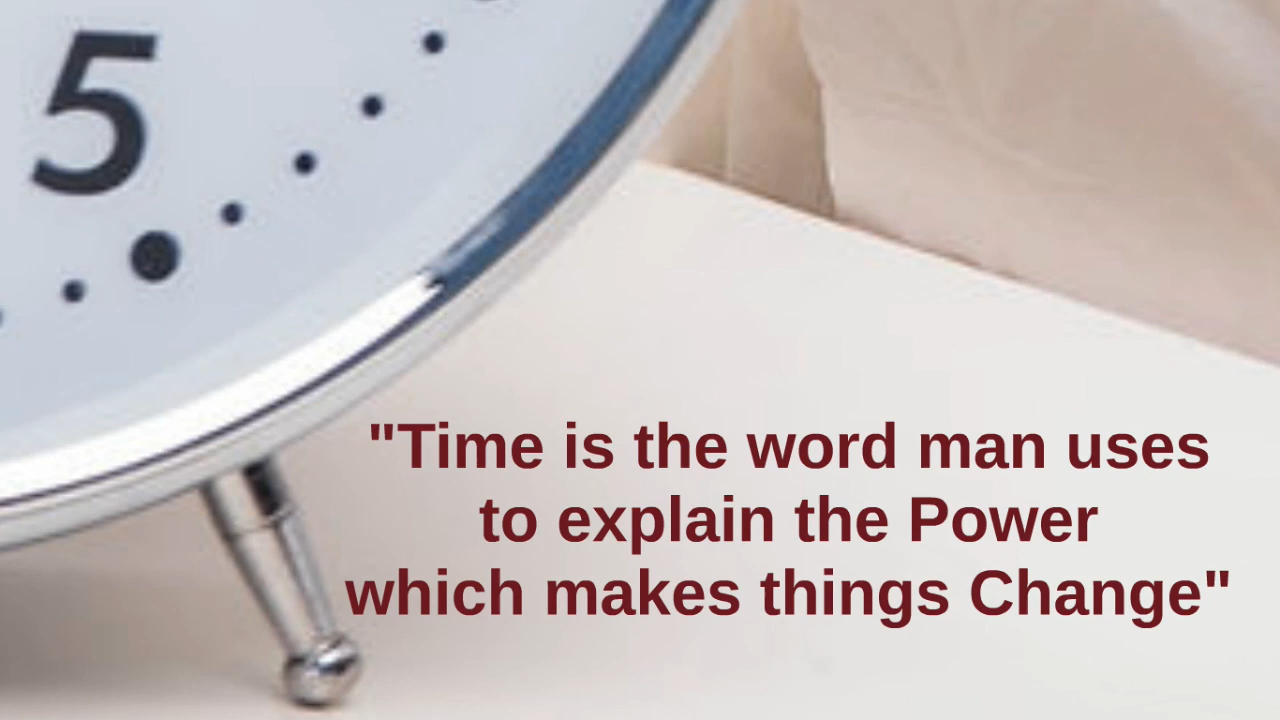 5
"Time is the word man uses
to explain the Power
which makes things Change"